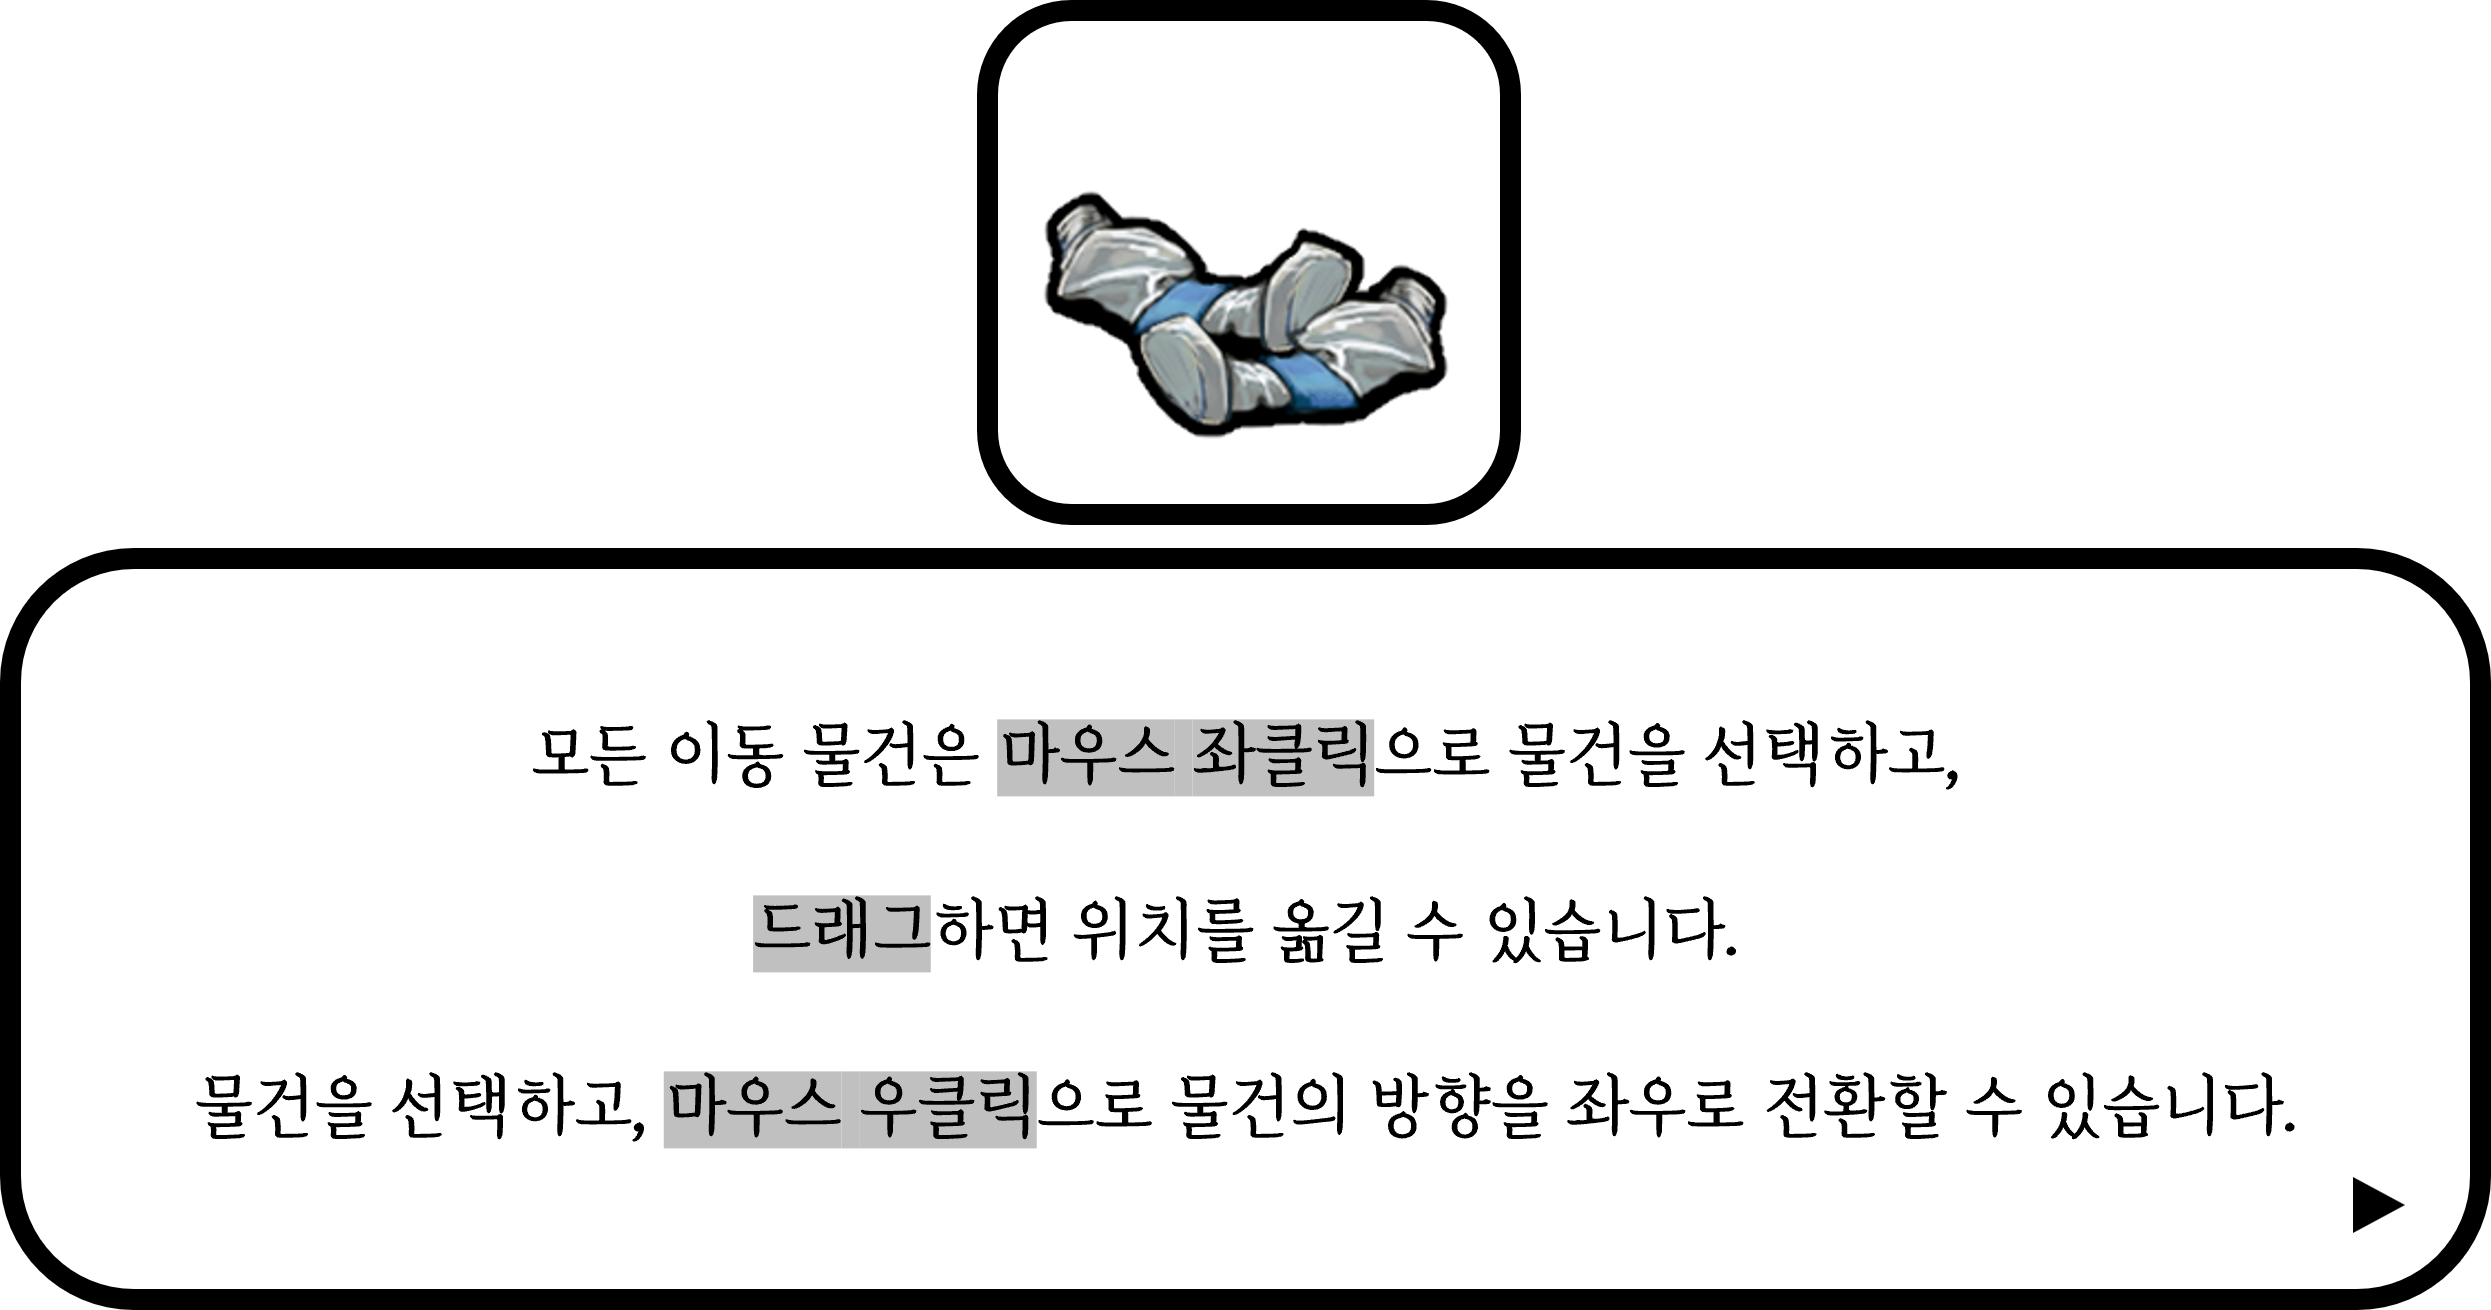 모든 이동 물건은 마우스 좌클릭으로 물건을 선택하고,
드래그하면 위치를 옮길 수 있습니다.
물건을 선택하고, 마우스 우클릭으로 물건의 방향을 좌우로 전환할 수 있습니다.